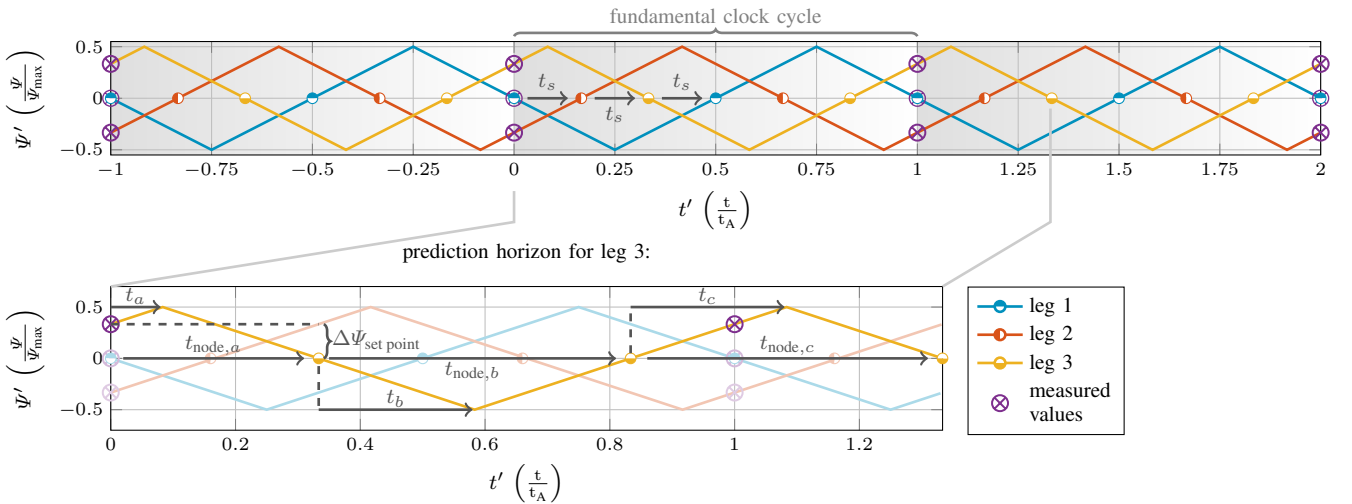 fundamental clock cycle
Ψ′ (Ψ/Ψmax)
0.5
0
−0.5
t_s
t_s
t_s
−1 −0.75 −0.5 −0.25 0 0.25 0.5 0.75 1 1.25 1.5 1.75 2
t′ (t/t_A)
prediction horizon for leg 3:
Ψ′ (Ψ/Ψmax)
0.5
0
−0.5
t_a
t_c
t_node,a
ΔΨ_set point
t_node,b
t_node,c
t_b
0 0.2 0.4 0.6 0.8 1 1.2
t′ (t/t_A)
leg 1
leg 2
leg 3
measured
values